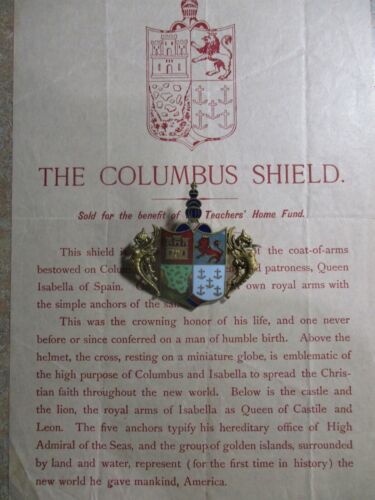 THE COLUMBUS SHIELD.
Sold for the benefit of Teachers' Home Fund.
This shield of the coat-of-arms
bestowed on patroness, Queen
Isabella of Spain. own royal arms with
the simple anchors of the
This was the crowning honor of his life, and one never
before or since conferred on a man of humble birth. Above
the helmet, the cross, resting on a miniature globe, is emblematic of
the high purpose of Columbus and Isabella to spread the Chris-
tian faith throughout the new world. Below is the castle and
the lion, the royal arms of Isabella as Queen of Castile and
Leon. The five anchors typify his hereditary office of High
Admiral of the Seas, and the group of golden islands, surrounded
by land and water, represent (for the first time in history) the
new world he gave mankind, America.